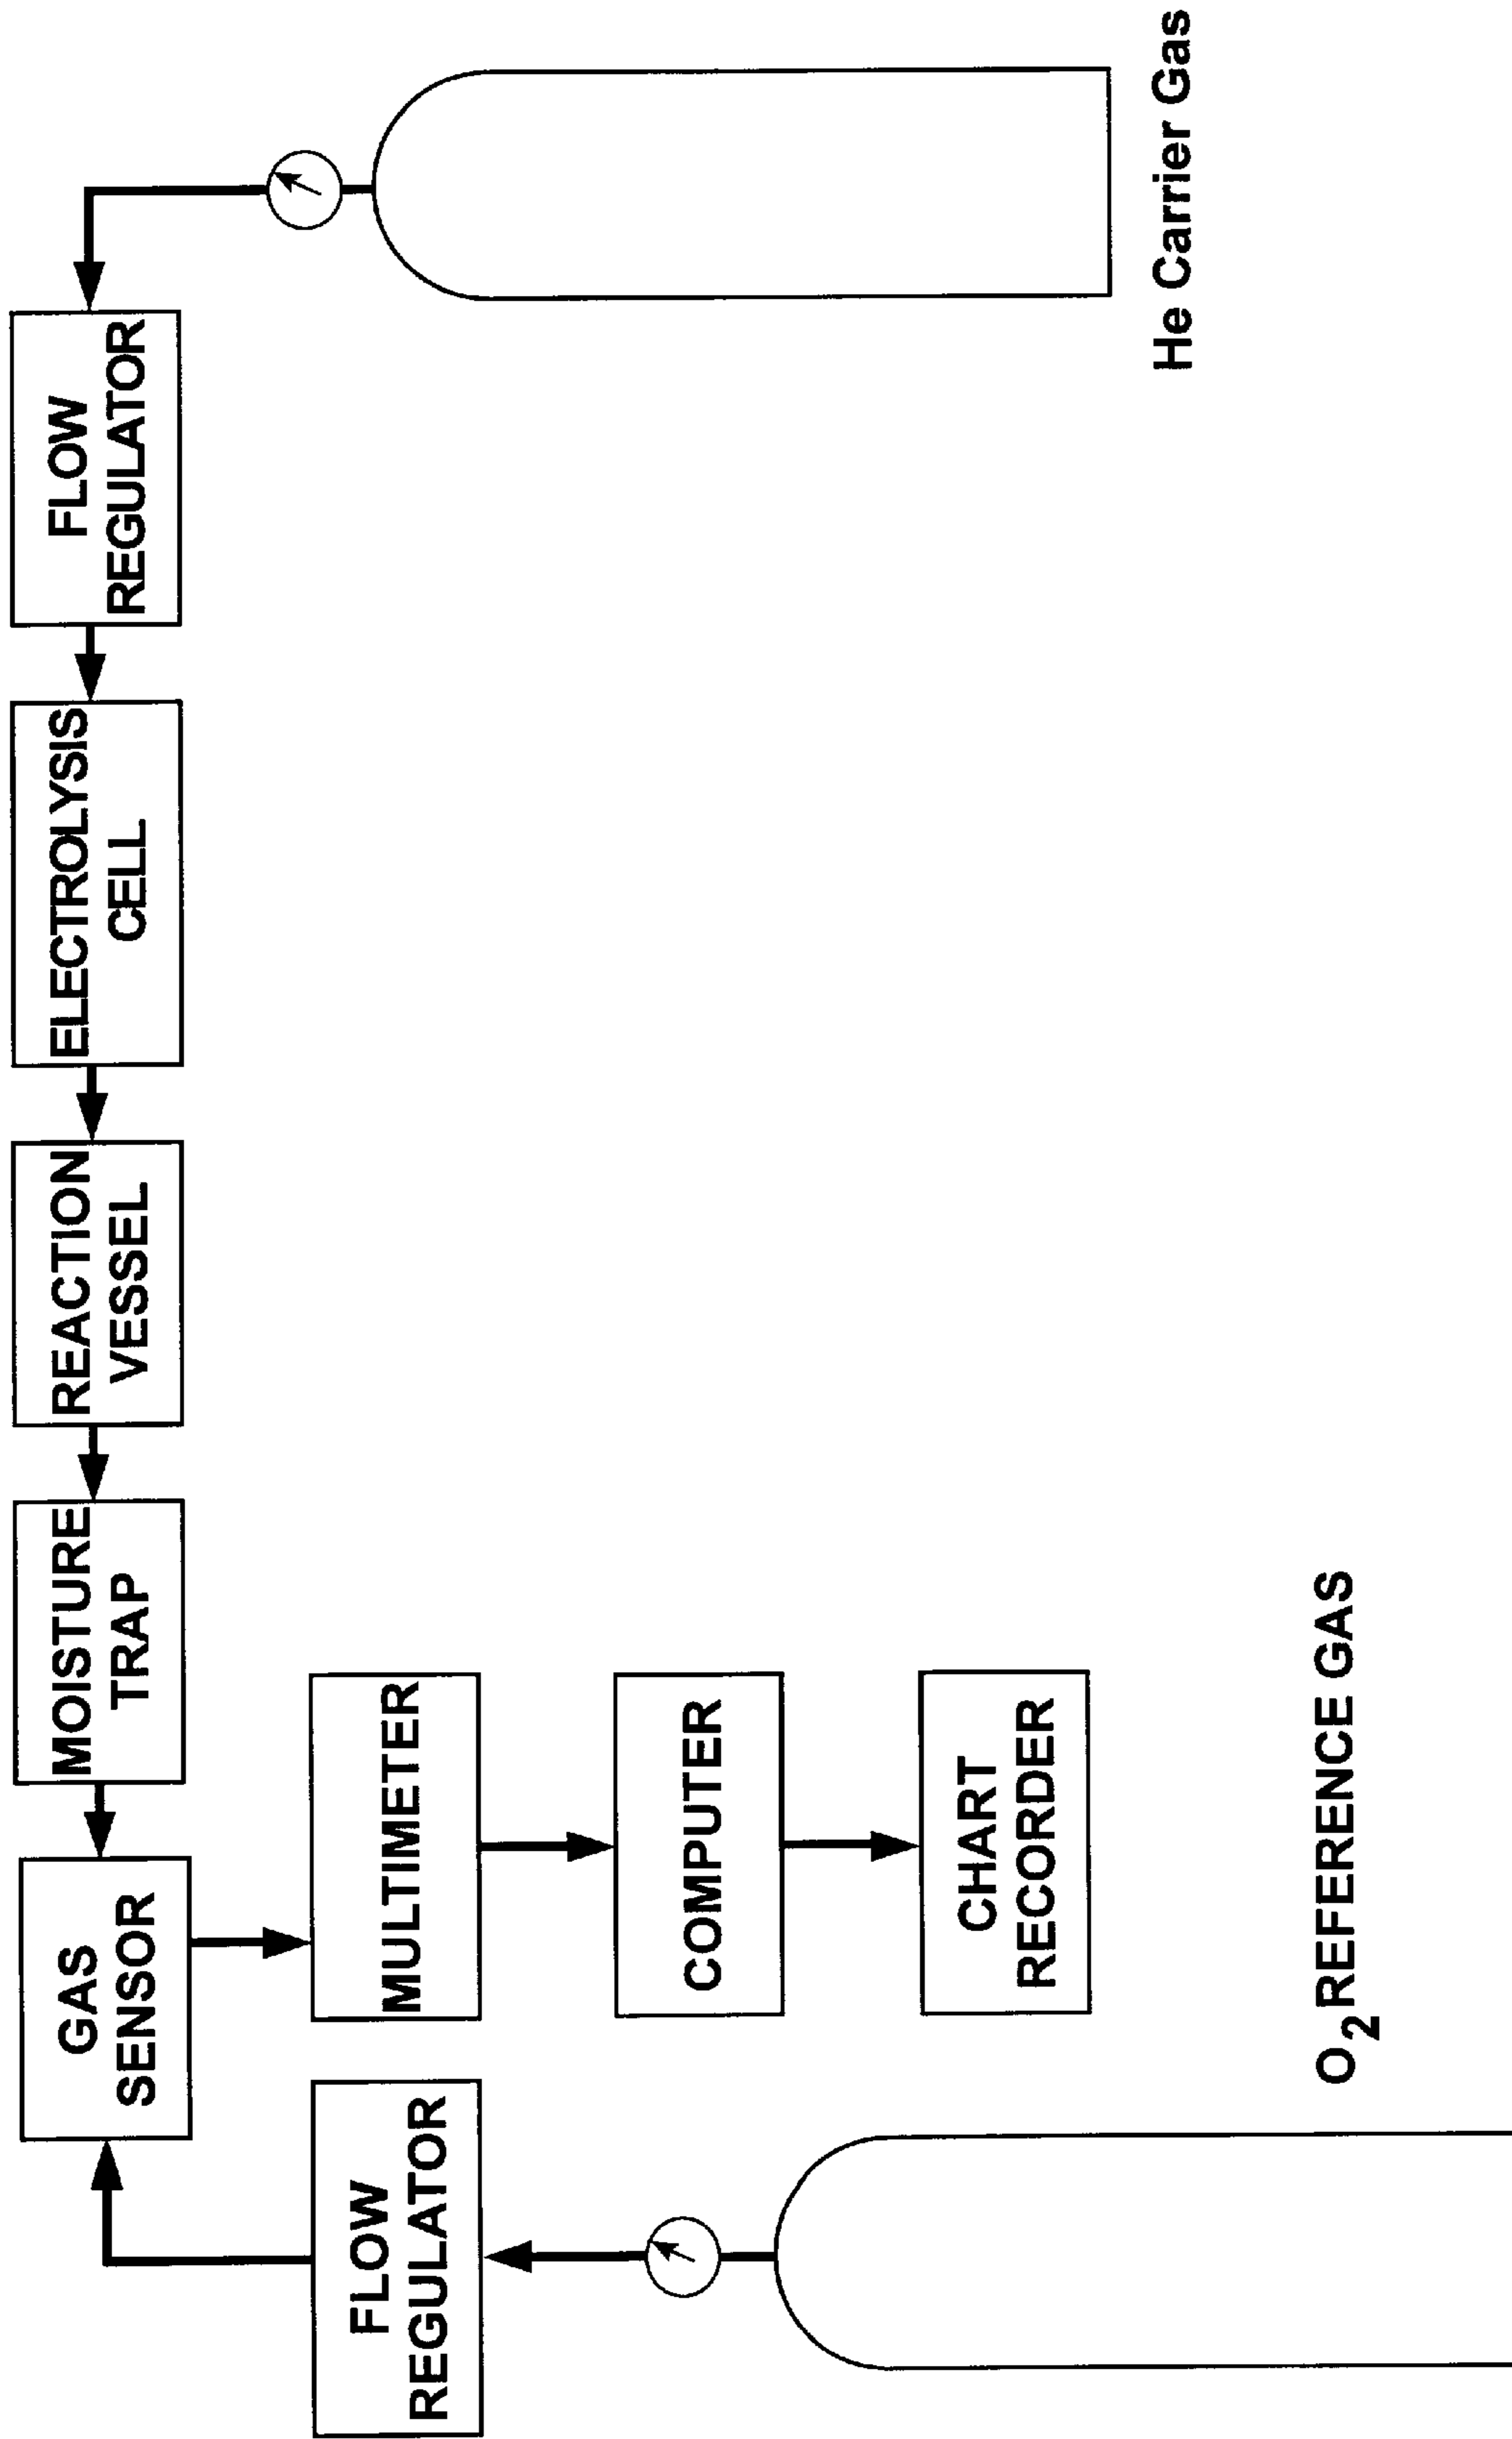 FLOW
REGULATOR
ELECTROLYSIS
CELL
REACTION
VESSEL
MOISTURE
TRAP
GAS
SENSOR
He Carrier Gas
MULTIMETER
COMPUTER
CHART
RECORDER
FLOW
REGULATOR
O2 REFERENCE GAS